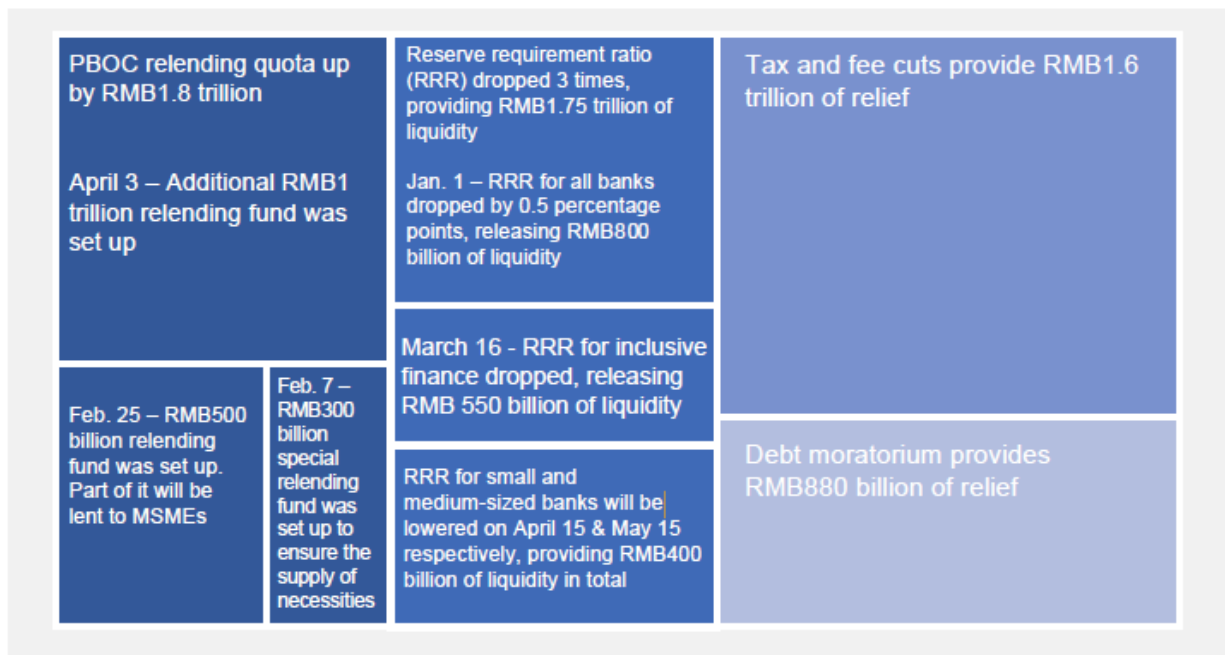 PBOC relending quota up
by RMB1.8 trillion
April 3 – Additional RMB1
trillion relending fund was
set up
Feb. 25 – RMB500
billion relending
fund was set up.
Part of it will be
lent to MSMEs
Feb. 7 –
RMB300
billion
special
relending
fund was
set up to
ensure the
supply of
necessities
Reserve requirement ratio
(RRR) dropped 3 times,
providing RMB1.75 trillion of
liquidity
Jan. 1 – RRR for all banks
dropped by 0.5 percentage
points, releasing RMB800
billion of liquidity
March 16 - RRR for inclusive
finance dropped, releasing
RMB 550 billion of liquidity
RRR for small and
medium-sized banks will be
lowered on April 15 & May 15
respectively, providing RMB400
billion of liquidity in total
Tax and fee cuts provide RMB1.6
trillion of relief
Debt moratorium provides
RMB880 billion of relief